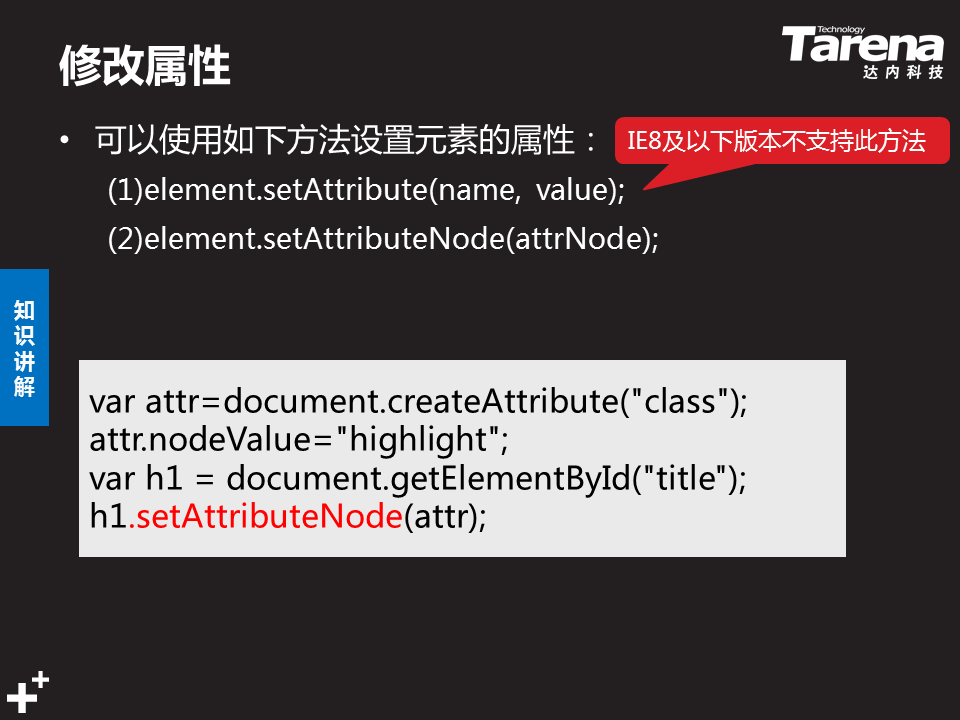 修改属性
Technology
Tarena
达内科技
• 可以使用如下方法设置元素的属性：
IE8及以下版本不支持此方法
(1)element.setAttribute(name, value);
(2)element.setAttributeNode(attrNode);
知识讲解
var attr=document.createAttribute("class");
attr.nodeValue="highlight";
var h1 = document.getElementById("title");
h1.setAttributeNode(attr);